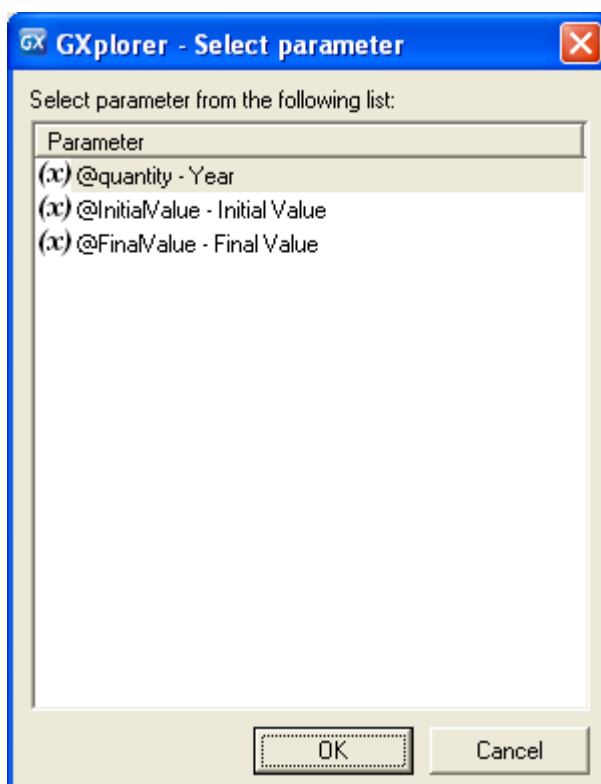 GX GXplorer - Select parameter
Select parameter from the following list:
Parameter
(x) @quantity - Year
(x) @InitialValue - Initial Value
(x) @FinalValue - Final Value
OK Cancel